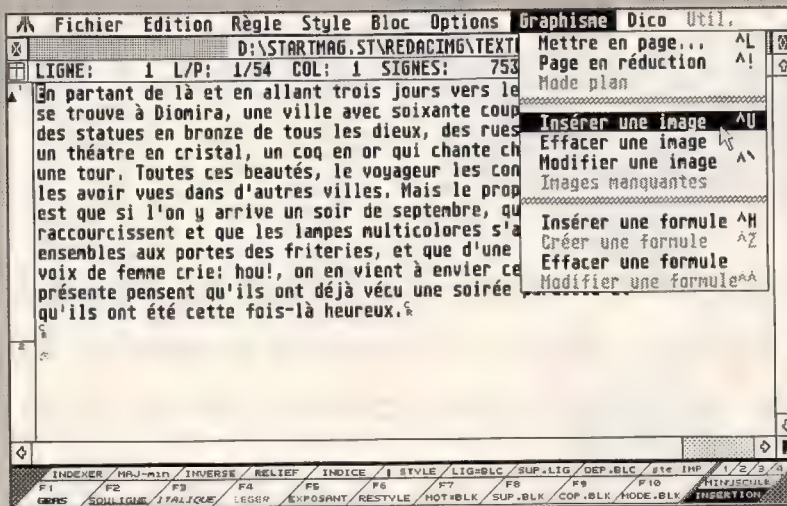 Fichier Edition Règle Style Bloc Options Graphisme Dico Util.
D:\STARTMAG.ST\REDACIMG\TEXT
LIGNE: 1 L/P: 1/54 COL: 1 SIGNES: 753
En partant de là et en allant trois jours vers le
se trouve à Diomira, une ville avec soixante coup
des statues en bronze de tous les dieux, des rues
un théatre en cristal, un coq en or qui chante ch
une tour. Toutes ces beautés, le voyageur les con
les avoir vues dans d'autres villes. Mais le prop
est que si l'on y arrive un soir de septembre, qu
raccourcissent et que les lampes multicolores s'a
ensembles aux portes des friteries, et que d'une
voix de femme crie: hou!, on en vient à envier ce
présente pensent qu'ils ont déjà vécu une soirée
qu'ils ont été cette fois-là heureux.
Mettre en page... ^L
Page en réduction ^!
Mode plan
Insérer une image ^U
Effacer une image
Modifier une image ^\
Images manquantes
Insérer une formule ^H
Créer une formule ^Z
Effacer une formule
Modifier une formule ^A
INDEXER MAJ-min INVERSE RELIEF INDICE STYLE LIG=BLC SUP.LIG DEP.BLC ste IMP 1/2/3/4
F1 F2 F3 F4 F5 F6 F7 F8 F9 F10 MINUSCULE
GRAS SOULIGNE ITALIQUE LEGER EXPOSANT RESTYLE MOT=BLK SUP.BLK COP.BLK MODE.BLK INSERTION